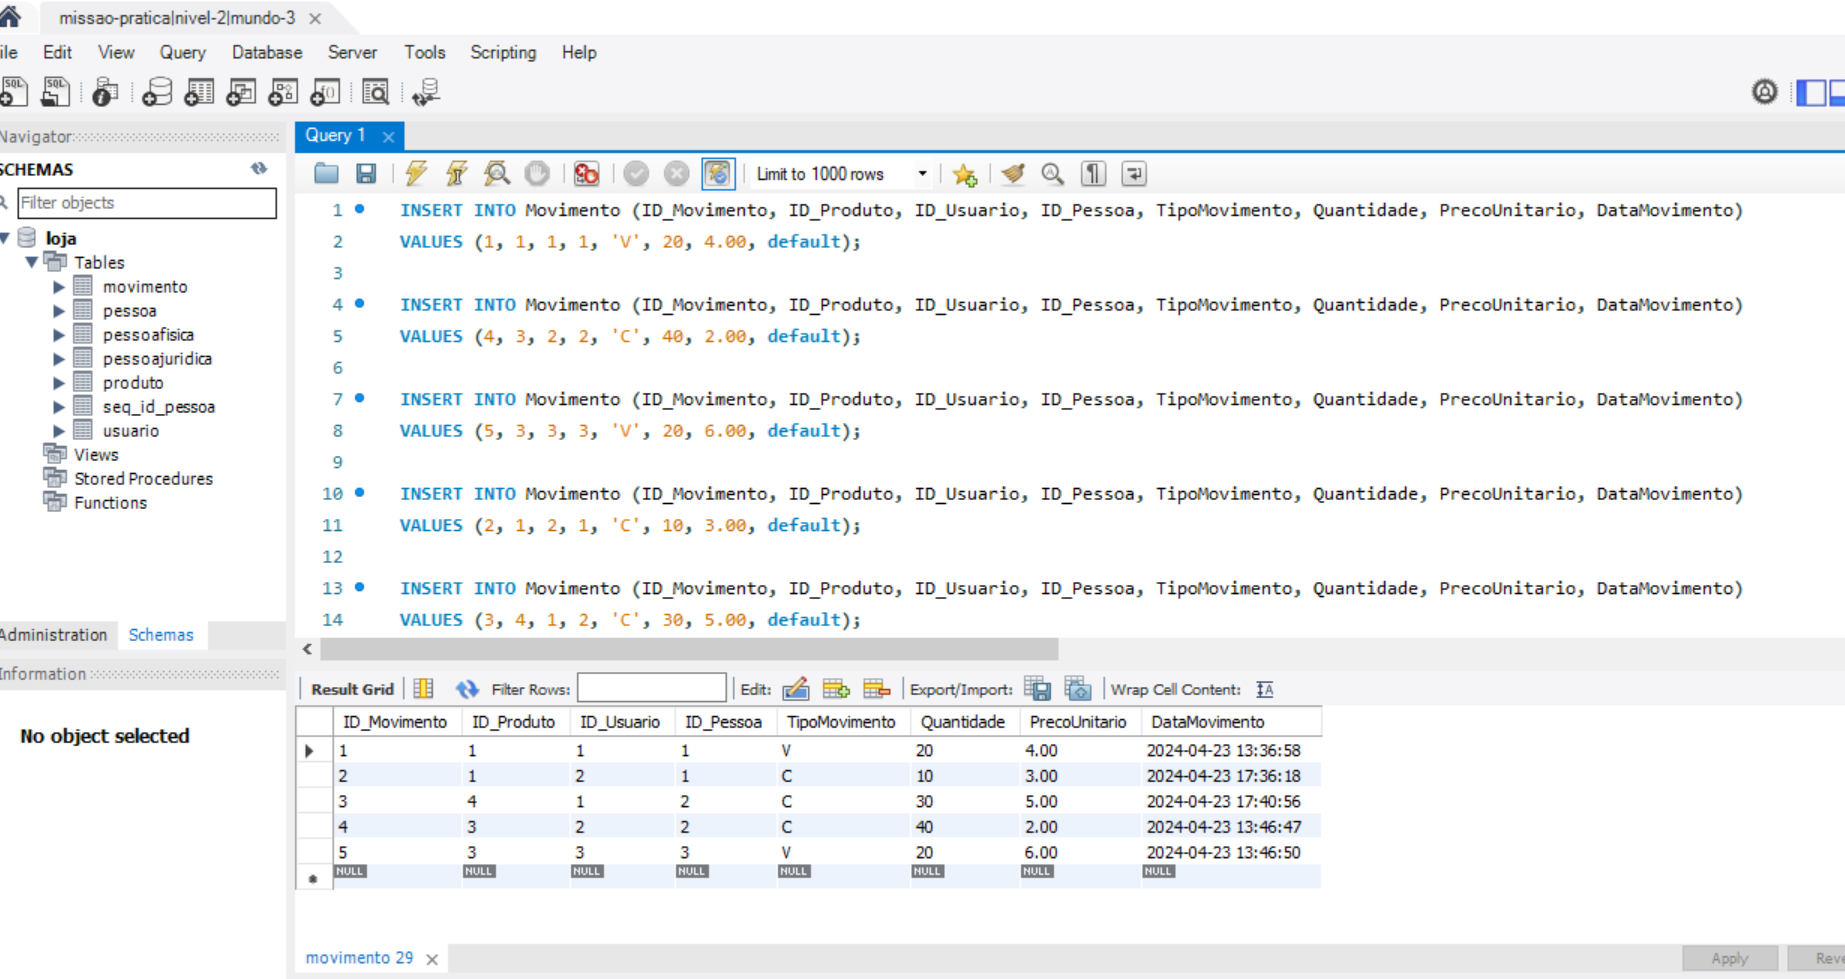 missao-pratica|nivel-2|mundo-3
Edit View Query Database Server Tools Scripting Help
Navigator
SCHEMAS
Filter objects
loja
Tables
movimento
pessoa
pessoafisica
pessoajuridica
produto
seq_id_pessoa
usuario
Views
Stored Procedures
Functions
Administration Schemas
Information
No object selected
Query 1
Limit to 1000 rows
1 INSERT INTO Movimento (ID_Movimento, ID_Produto, ID_Usuario, ID_Pessoa, TipoMovimento, Quantidade, PrecoUnitario, DataMovimento)
2 VALUES (1, 1, 1, 1, 'V', 20, 4.00, default);
3
4 INSERT INTO Movimento (ID_Movimento, ID_Produto, ID_Usuario, ID_Pessoa, TipoMovimento, Quantidade, PrecoUnitario, DataMovimento)
5 VALUES (4, 3, 2, 2, 'C', 40, 2.00, default);
6
7 INSERT INTO Movimento (ID_Movimento, ID_Produto, ID_Usuario, ID_Pessoa, TipoMovimento, Quantidade, PrecoUnitario, DataMovimento)
8 VALUES (5, 3, 3, 3, 'V', 20, 6.00, default);
9
10 INSERT INTO Movimento (ID_Movimento, ID_Produto, ID_Usuario, ID_Pessoa, TipoMovimento, Quantidade, PrecoUnitario, DataMovimento)
11 VALUES (2, 1, 2, 1, 'C', 10, 3.00, default);
12
13 INSERT INTO Movimento (ID_Movimento, ID_Produto, ID_Usuario, ID_Pessoa, TipoMovimento, Quantidade, PrecoUnitario, DataMovimento)
14 VALUES (3, 4, 1, 2, 'C', 30, 5.00, default);
Result Grid Filter Rows: Edit: Export/Import: Wrap Cell Content:
ID_Movimento ID_Produto ID_Usuario ID_Pessoa TipoMovimento Quantidade PrecoUnitario DataMovimento
1 1 1 1 V 20 4.00 2024-04-23 13:36:58
2 1 2 1 C 10 3.00 2024-04-23 17:36:18
3 4 1 2 C 30 5.00 2024-04-23 17:40:56
4 3 2 2 C 40 2.00 2024-04-23 13:46:47
5 3 3 3 V 20 6.00 2024-04-23 13:46:50
NULL NULL NULL NULL NULL NULL NULL NULL
movimento 29
Apply